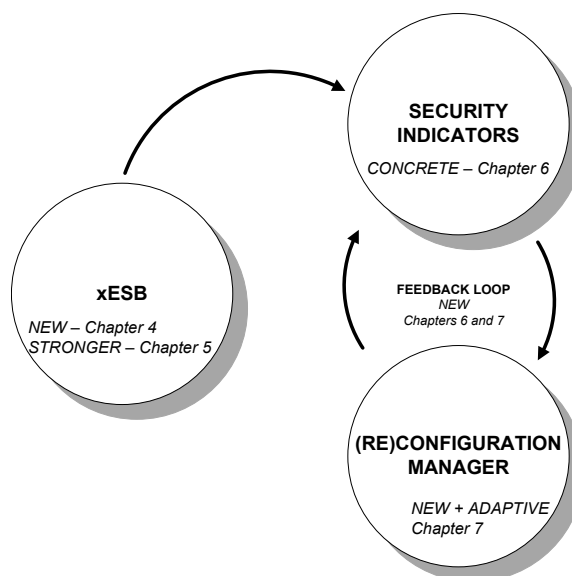 SECURITY
INDICATORS
CONCRETE – Chapter 6
xESB
NEW – Chapter 4
STRONGER – Chapter 5
FEEDBACK LOOP
NEW
Chapters 6 and 7
(RE)CONFIGURATION
MANAGER
NEW + ADAPTIVE
Chapter 7